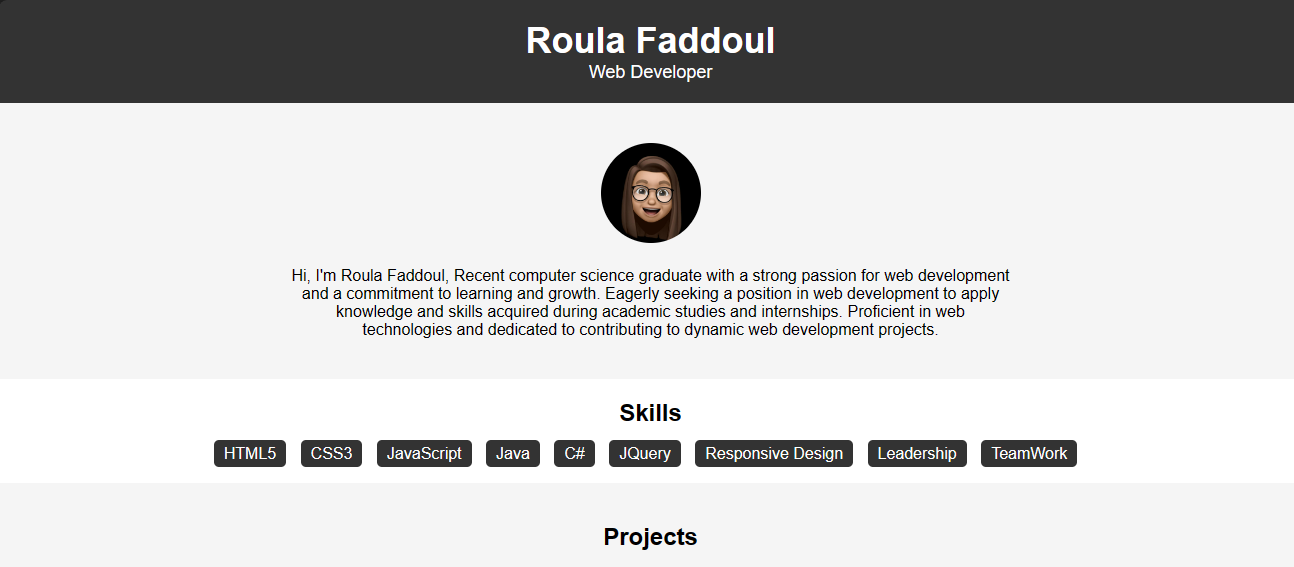 Roula Faddoul
Web Developer
Hi, I'm Roula Faddoul, Recent computer science graduate with a strong passion for web development
and a commitment to learning and growth. Eagerly seeking a position in web development to apply
knowledge and skills acquired during academic studies and internships. Proficient in web
technologies and dedicated to contributing to dynamic web development projects.
Skills
HTML5 CSS3 JavaScript Java C# JQuery Responsive Design Leadership TeamWork
Projects